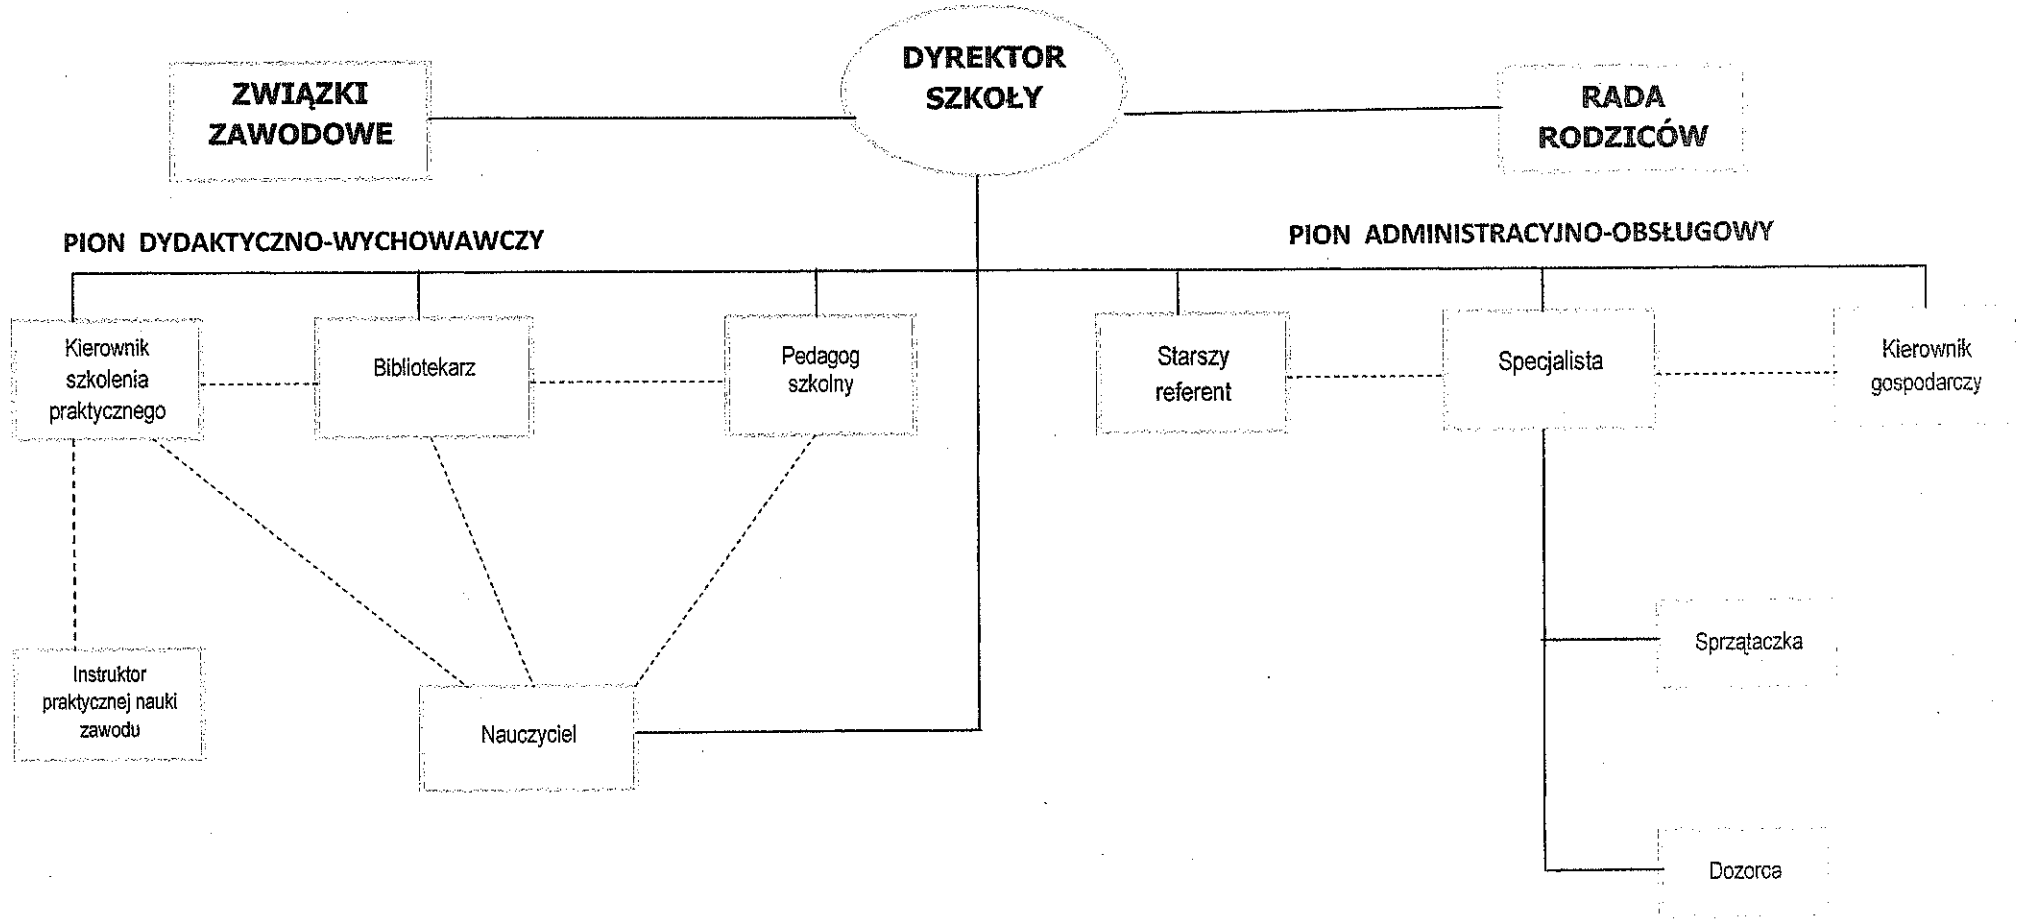 DYREKTOR
SZKOŁY
ZWIĄZKI
ZAWODOWE
RADA
RODZICÓW
PION DYDAKTYCZNO-WYCHOWAWCZY
PION ADMINISTRACYJNO-OBSŁUGOWY
Kierownik
szkolenia
praktycznego
Bibliotekarz
Pedagog
szkolny
Starszy
referent
Specjalista
Kierownik
gospodarczy
Instruktor
praktycznej nauki
zawodu
Nauczyciel
Sprzątaczka
Dozorca